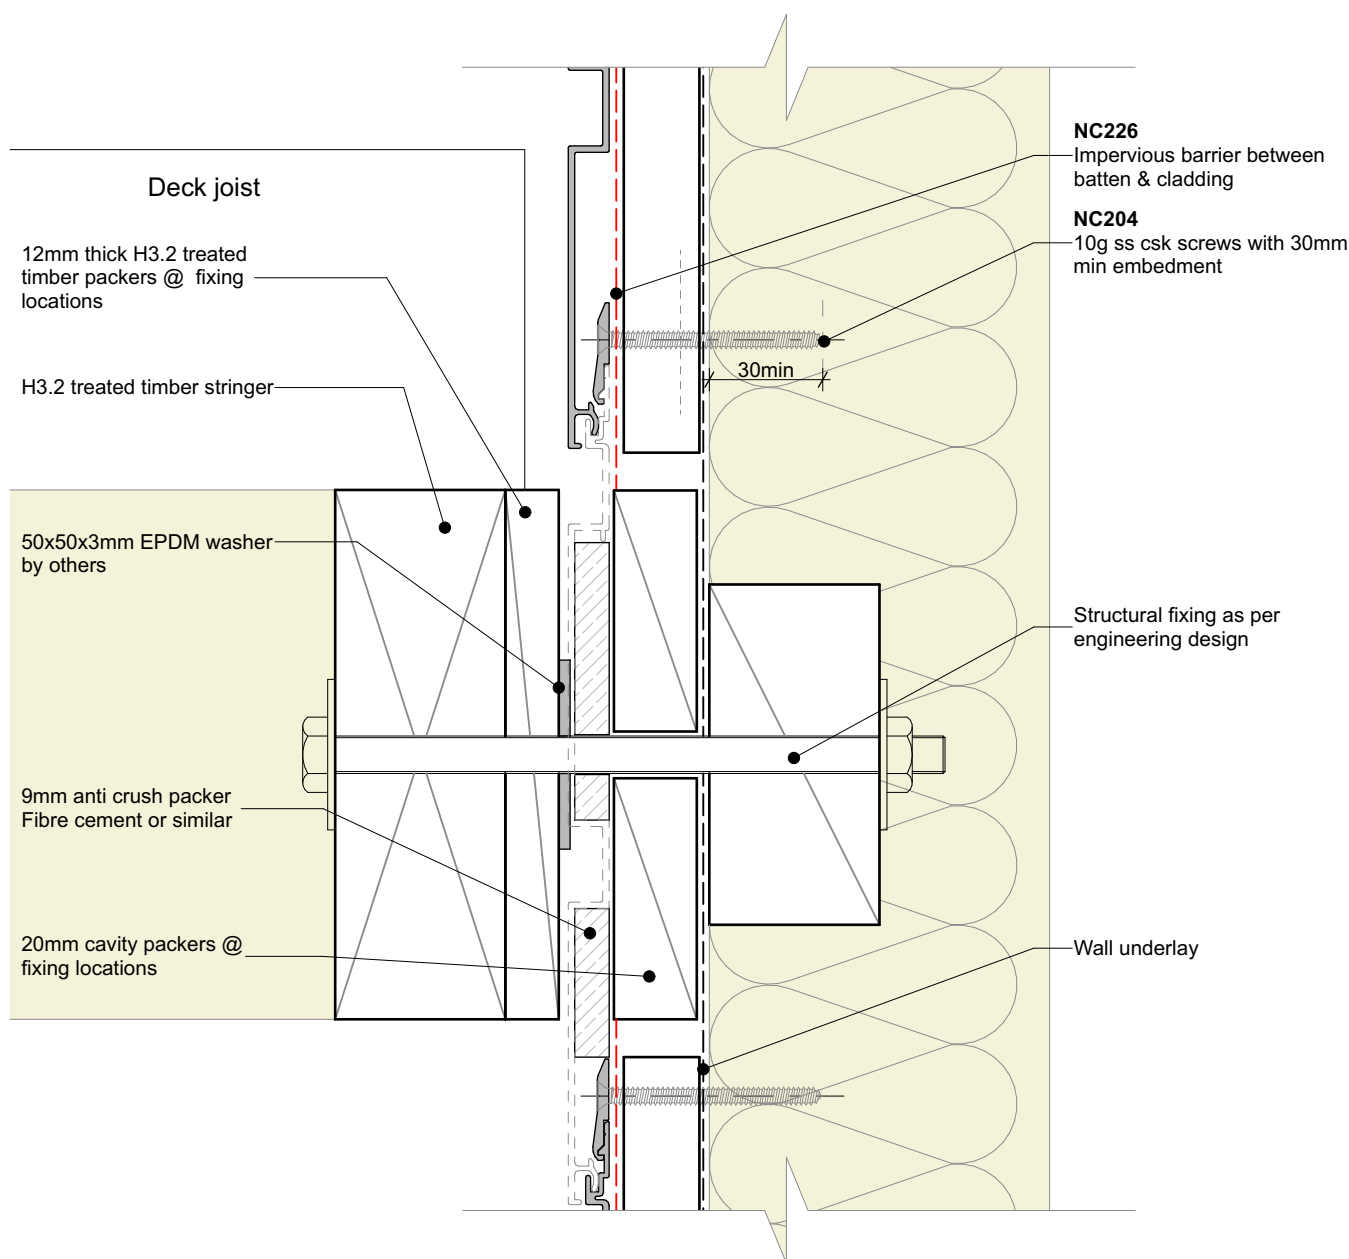 Deck joist
12mm thick H3.2 treated
timber packers @ fixing
locations
H3.2 treated timber stringer
50x50x3mm EPDM washer
by others
9mm anti crush packer
Fibre cement or similar
20mm cavity packers @
fixing locations
NC226
Impervious barrier between
batten & cladding
NC204
10g ss csk screws with 30mm
min embedment
30min
Structural fixing as per
engineering design
Wall underlay